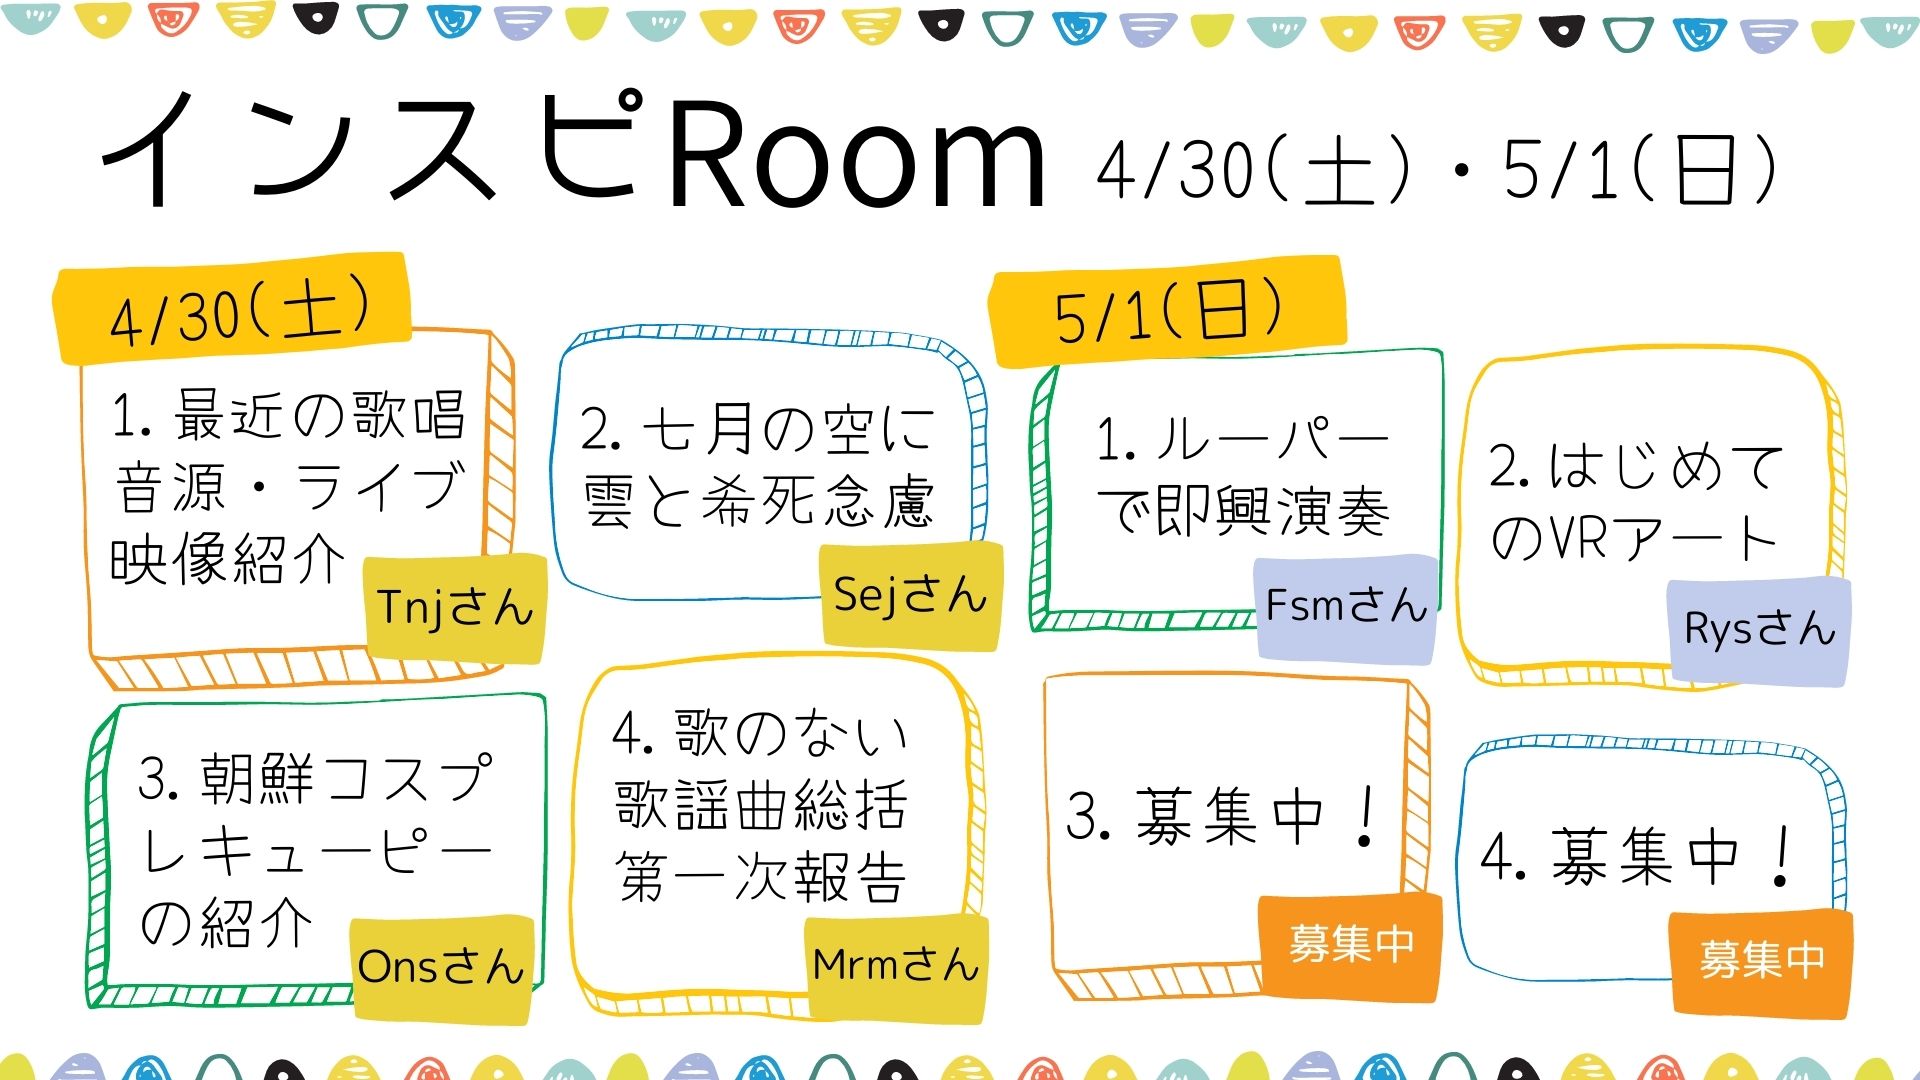 インスピRoom 4/30(土)・5/1(日)
4/30(土)
1. 最近の歌唱
音源・ライブ
映像紹介
Tnjさん
2. 七月の空に
雲と希死念慮
Sejさん
3. 朝鮮コスプ
レキューピー
の紹介
Onsさん
4. 歌のない
歌謡曲総括
第一次報告
Mrmさん
5/1(日)
1. ルーパー
で即興演奏
Fsmさん
2. はじめて
のVRアート
Rysさん
3. 募集中！
募集中
4. 募集中！
募集中